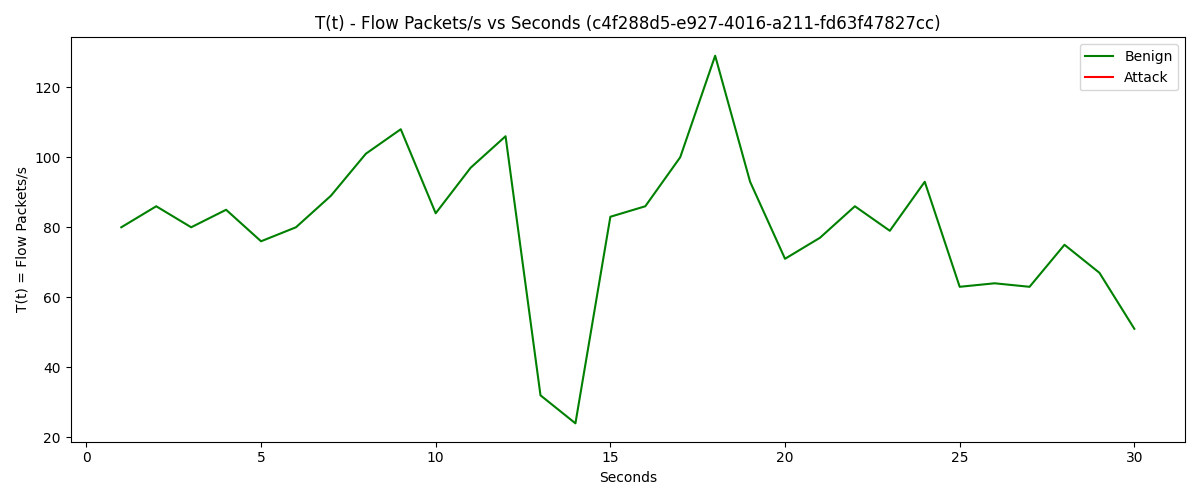 T(t) - Flow Packets/s vs Seconds (c4f288d5-e927-4016-a211-fd63f47827cc)
Benign
Attack
T(t) = Flow Packets/s
120
100
80
60
40
20
0 5 10 15 20 25 30
Seconds